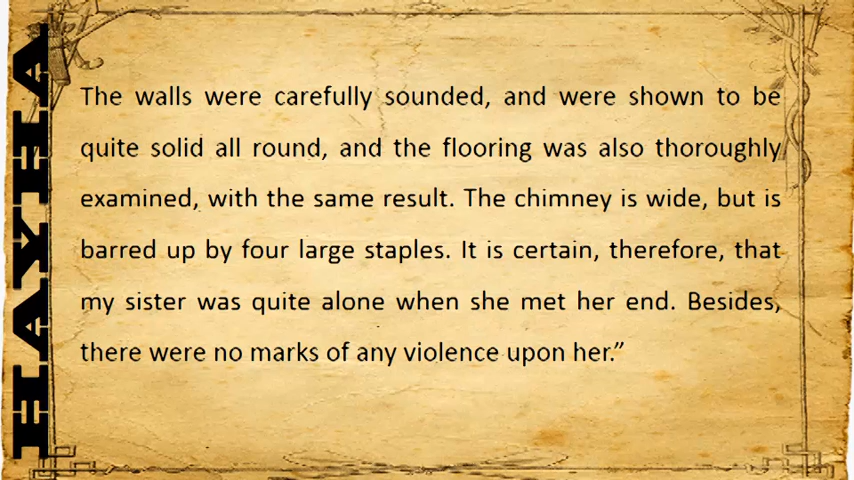 HAYHA
The walls were carefully sounded, and were shown to be
quite solid all round, and the flooring was also thoroughly
examined, with the same result. The chimney is wide, but is
barred up by four large staples. It is certain, therefore, that
my sister was quite alone when she met her end. Besides,
there were no marks of any violence upon her.”